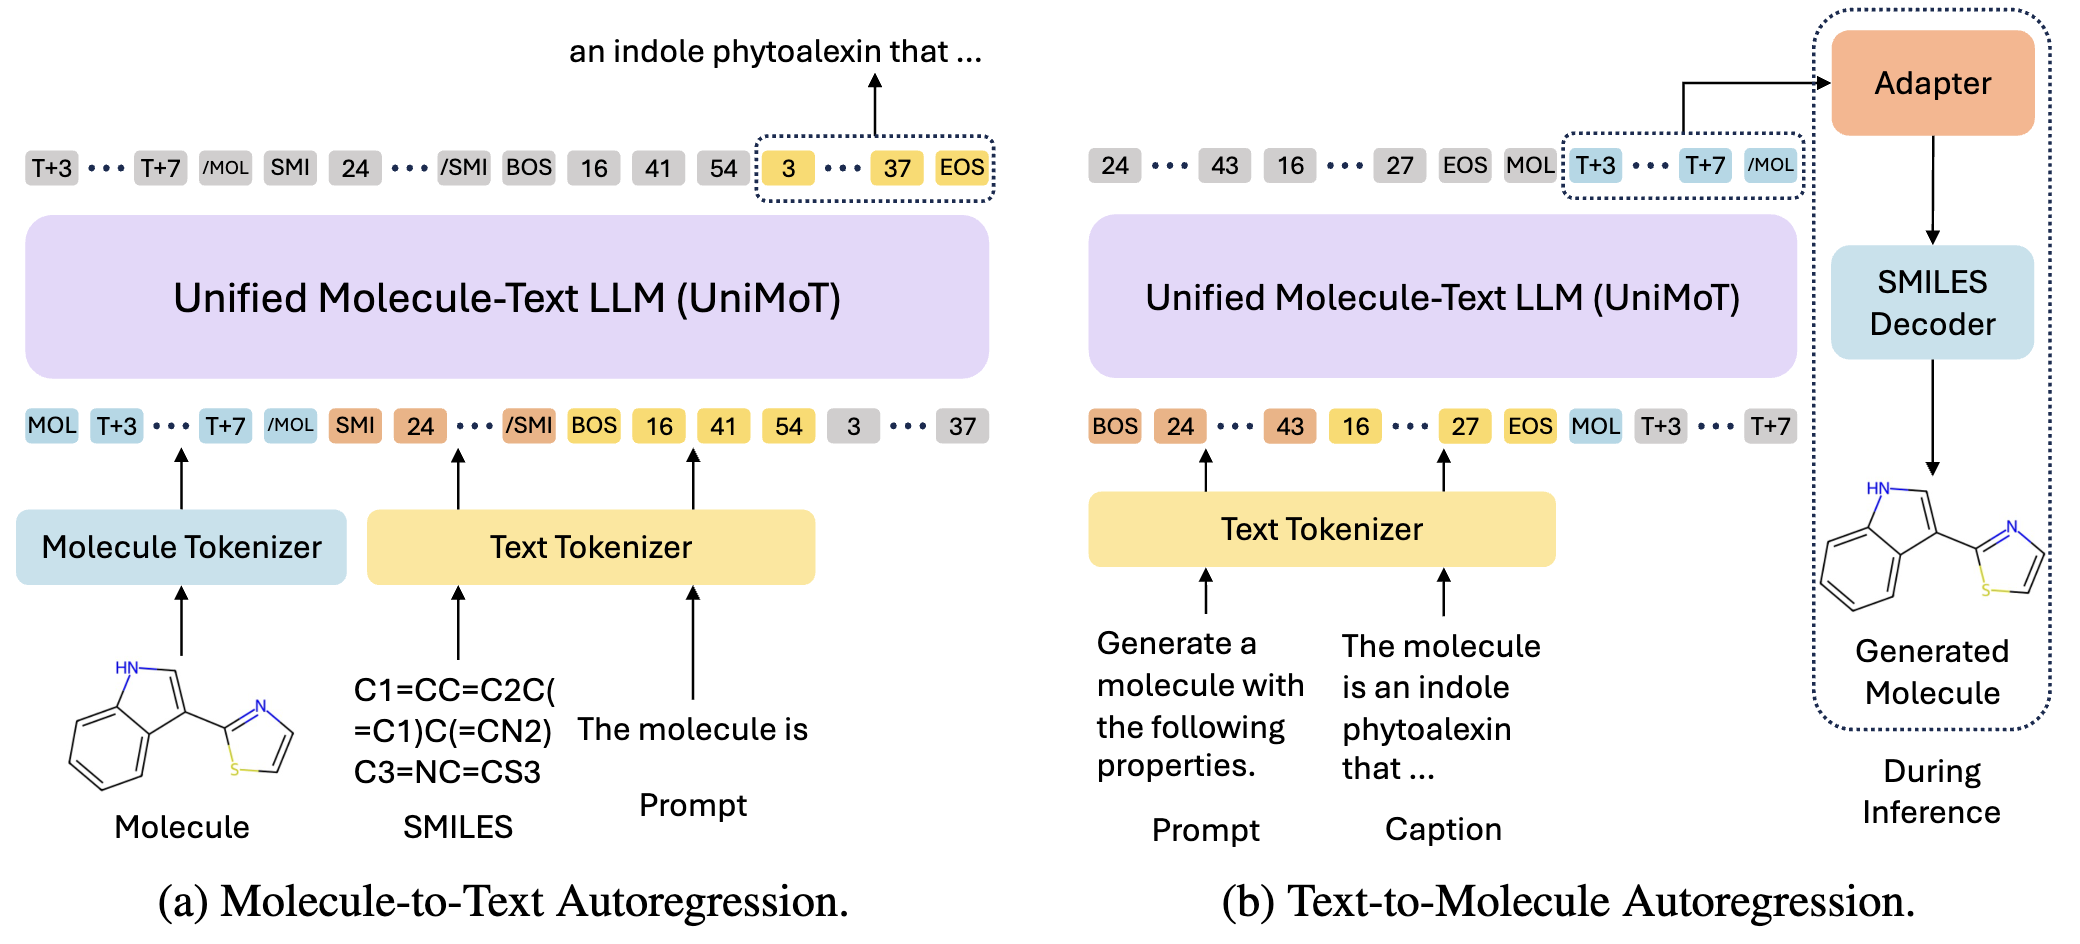 an indole phytoalexin that ...
T+3 ··· T+7 /MOL SMI 24 ··· /SMI BOS 16 41 54 3 ··· 37 EOS
Unified Molecule-Text LLM (UniMoT)
MOL T+3 ··· T+7 /MOL SMI 24 ··· /SMI BOS 16 41 54 3 ··· 37
Molecule Tokenizer
Text Tokenizer
HN
N
S
Molecule
C1=CC=C2C(
=C1)C(=CN2)
C3=NC=CS3
SMILES
The molecule is
Prompt
(a) Molecule-to-Text Autoregression.
24 ··· 43 16 ··· 27 EOS MOL T+3 ··· T+7 /MOL
Unified Molecule-Text LLM (UniMoT)
BOS 24 ··· 43 16 ··· 27 EOS MOL T+3 ··· T+7
Text Tokenizer
Generate a
molecule with
the following
properties.
Prompt
The molecule
is an indole
phytoalexin
that ...
Caption
Adapter
SMILES
Decoder
HN
N
S
Generated
Molecule
During
Inference
(b) Text-to-Molecule Autoregression.